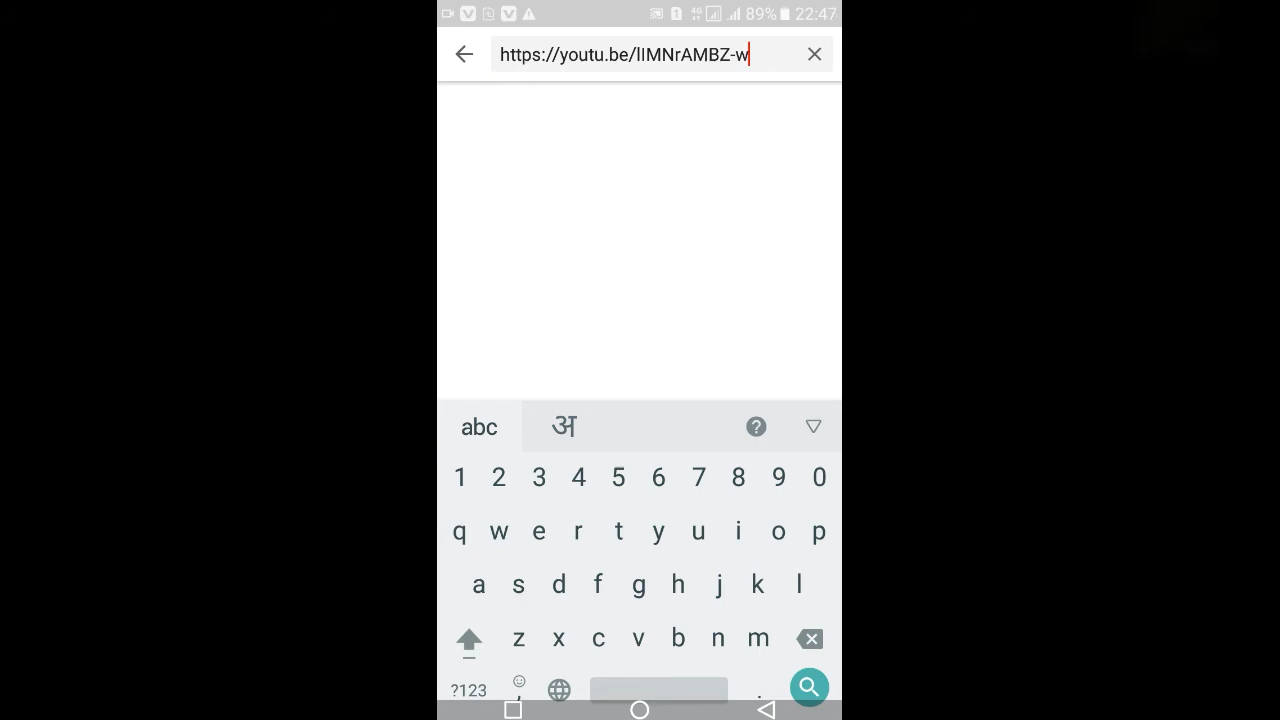 89% 22:47
https://youtu.be/lIMNrAMBZ-w
abc अ
1 2 3 4 5 6 7 8 9 0
q w e r t y u i o p
a s d f g h j k l
z x c v b n m
?123 , .